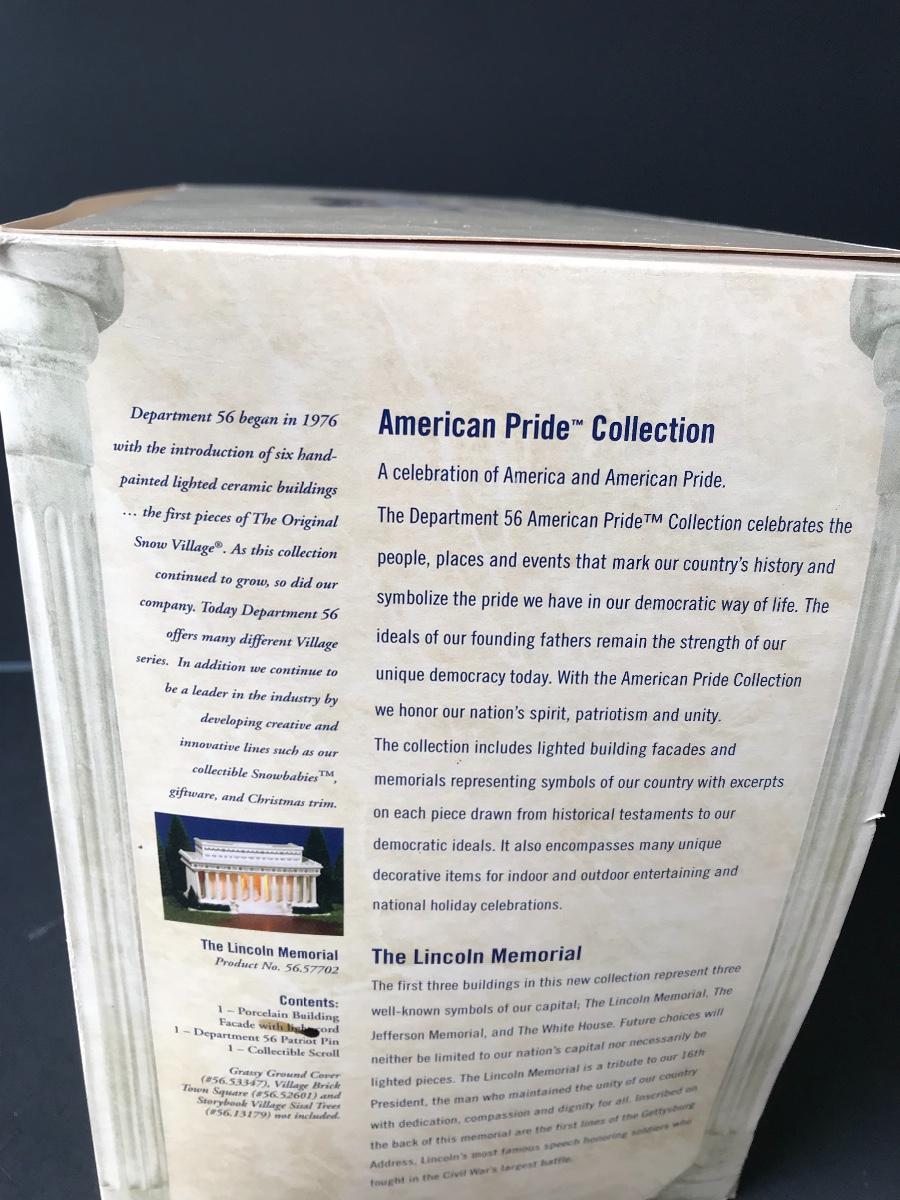 Department 56 began in 1976
with the introduction of six hand-
painted lighted ceramic buildings
… the first pieces of The Original
Snow Village®. As this collection
continued to grow, so did our
company. Today Department 56
offers many different Village
series. In addition we continue to
be a leader in the industry by
developing creative and
innovative lines such as our
collectible Snowbabies™,
giftware, and Christmas trim.
The Lincoln Memorial
Product No. 56.57702
Contents:
1 – Porcelain Building
Facade with light cord
1 – Department 56 Patriot Pin
1 – Collectible Scroll
Grassy Ground Cover
(#56.53347), Village Brick
Town Square (#56.52601) and
Storybook Village Sisal Trees
(#56.13179) not included.
American Pride™ Collection
A celebration of America and American Pride.
The Department 56 American Pride™ Collection celebrates the
people, places and events that mark our country's history and
symbolize the pride we have in our democratic way of life. The
ideals of our founding fathers remain the strength of our
unique democracy today. With the American Pride Collection
we honor our nation's spirit, patriotism and unity.
The collection includes lighted building facades and
memorials representing symbols of our country with excerpts
on each piece drawn from historical testaments to our
democratic ideals. It also encompasses many unique
decorative items for indoor and outdoor entertaining and
national holiday celebrations.
The Lincoln Memorial
The first three buildings in this new collection represent three
well-known symbols of our capital; The Lincoln Memorial, The
Jefferson Memorial, and The White House. Future choices will
neither be limited to our nation's capital nor necessarily be
lighted pieces. The Lincoln Memorial is a tribute to our 16th
President, the man who maintained the unity of our country
with dedication, compassion and dignity for all. Inscribed on
the back of this memorial are the first lines of the Gettysburg
Address, Lincoln's most famous speech honoring soldiers who
fought in the Civil War's largest battle.